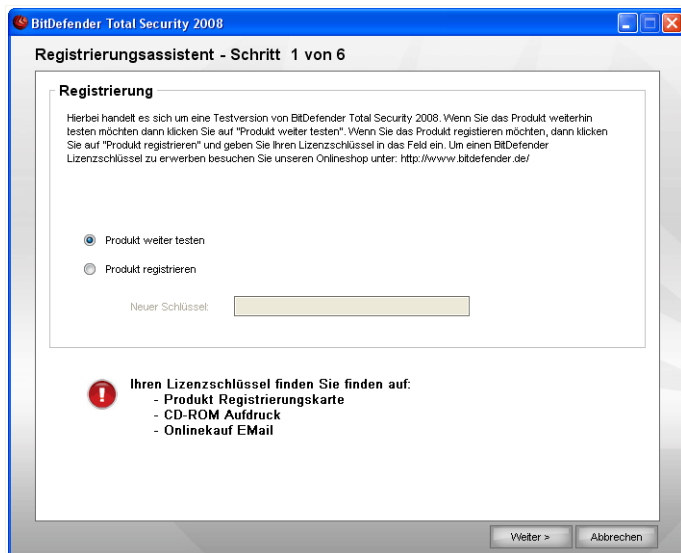 BitDefender Total Security 2008
Registrierungsassistent - Schritt 1 von 6
Registrierung
Hierbei handelt es sich um eine Testversion von BitDefender Total Security 2008. Wenn Sie das Produkt weiterhin
testen möchten dann klicken Sie auf "Produkt weiter testen". Wenn Sie das Produkt registieren möchten, dann klicken
Sie auf "Produkt registrieren" und geben Sie Ihren Lizenzschlüssel in das Feld ein. Um einen BitDefender
Lizenzschlüssel zu erwerben besuchen Sie unseren Onlineshop unter: http://www.bitdefender.de/
Produkt weiter testen
Produkt registrieren
Neuer Schlüssel:
Ihren Lizenzschlüssel finden Sie finden auf:
- Produkt Registrierungskarte
- CD-ROM Aufdruck
- Onlinekauf EMail
Weiter >
Abbrechen